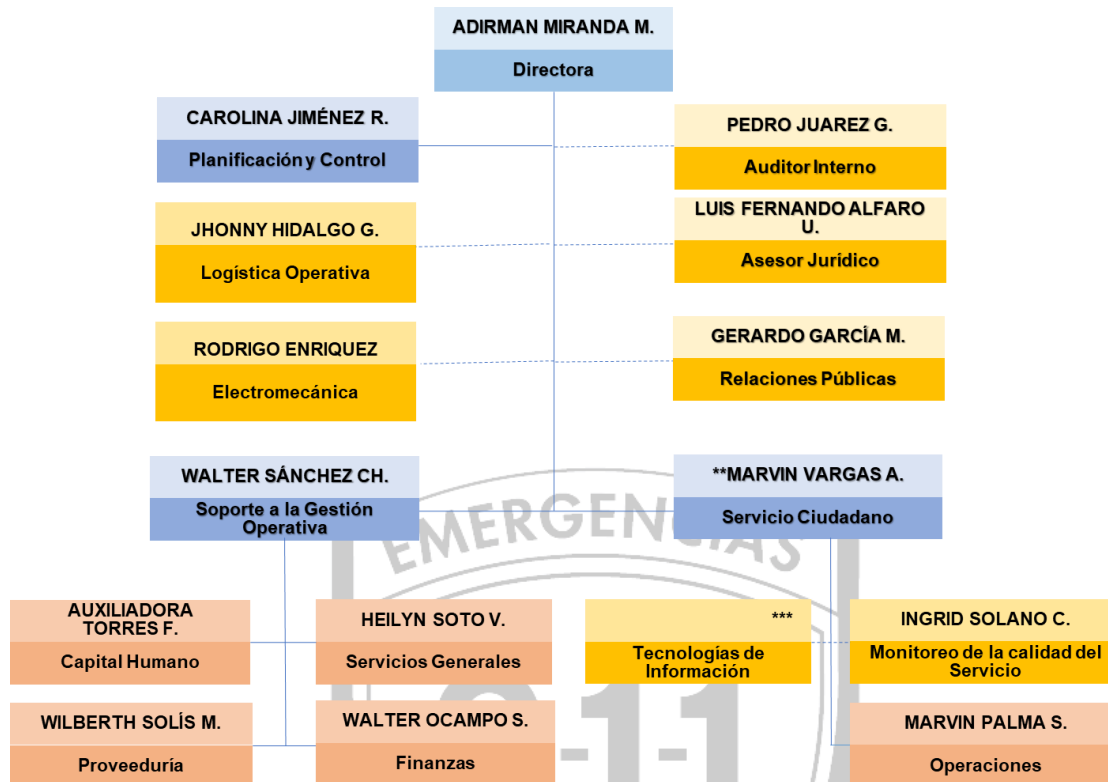 ADIRMAN MIRANDA M.
Directora
CAROLINA JIMÉNEZ R.
Planificación y Control
PEDRO JUAREZ G.
Auditor Interno
JHONNY HIDALGO G.
Logística Operativa
LUIS FERNANDO ALFARO
U.
Asesor Jurídico
RODRIGO ENRIQUEZ
Electromecánica
GERARDO GARCÍA M.
Relaciones Públicas
WALTER SÁNCHEZ CH.
Soporte a la Gestión
Operativa
**MARVIN VARGAS A.
Servicio Ciudadano
EMERGENCIAS
9-1-1
AUXILIADORA
TORRES F.
Capital Humano
HEILYN SOTO V.
Servicios Generales
***
Tecnologías de
Información
INGRID SOLANO C.
Monitoreo de la calidad del
Servicio
WILBERTH SOLÍS M.
Proveeduría
WALTER OCAMPO S.
Finanzas
MARVIN PALMA S.
Operaciones